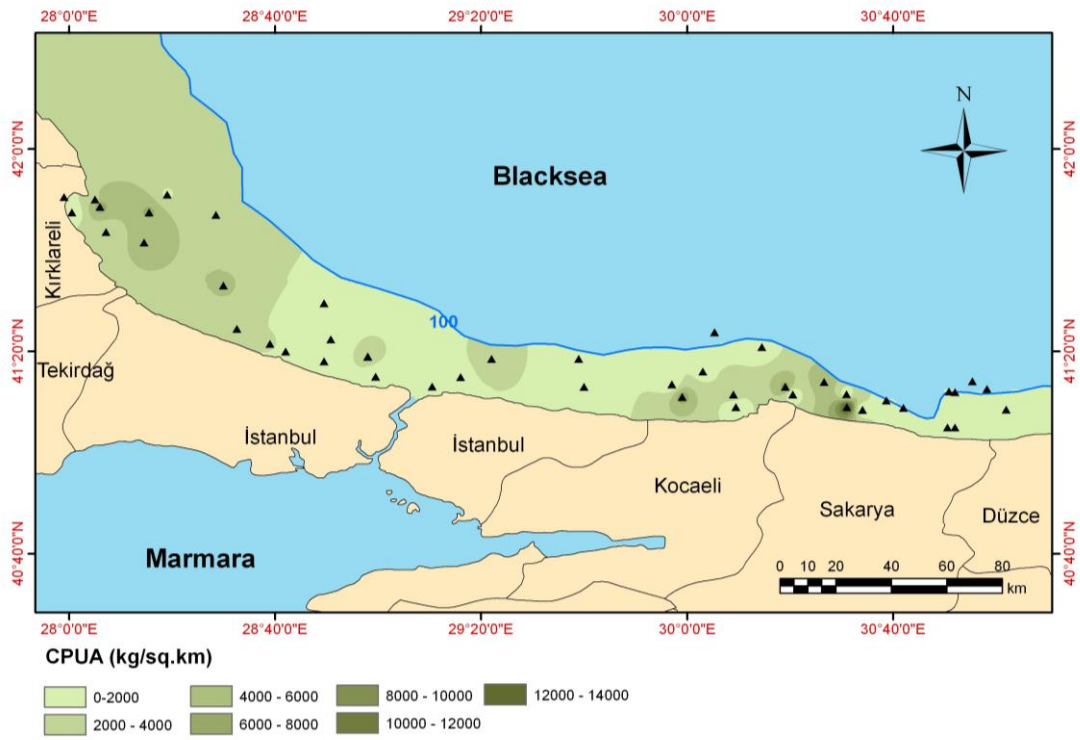 28°0'0"E 28°40'0"E 29°20'0"E 30°0'0"E 30°40'0"E
N
42°0'0"N 42°0'0"N
Blacksea
Kırklareli
100
41°20'0"N 41°20'0"N
Tekirdağ
İstanbul İstanbul
Kocaeli
Sakarya Düzce
Marmara
40°40'0"N 40°40'0"N
0 10 20 40 60 80
km
28°0'0"E 28°40'0"E 29°20'0"E 30°0'0"E 30°40'0"E
CPUA (kg/sq.km)
0-2000 4000 - 6000 8000 - 10000 12000 - 14000
2000 - 4000 6000 - 8000 10000 - 12000